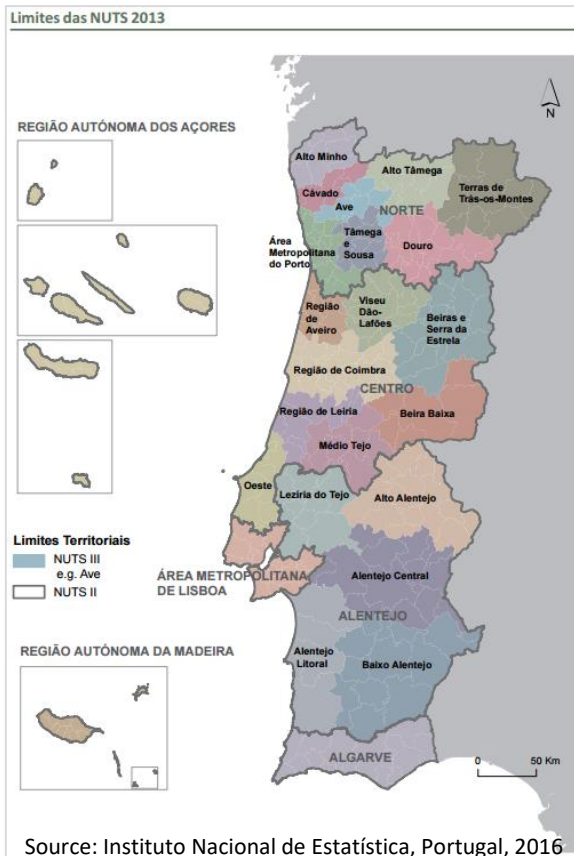 Limites das NUTS 2013
N
REGIÃO AUTÓNOMA DOS AÇORES
Alto Minho
Alto Tâmega
Terras de
Trás-os-Montes
Cávado
Ave
NORTE
Tâmega
e
Sousa
Douro
Área
Metropolitana
do Porto
Região
de
Aveiro
Viseu
Dão-
Lafões
Beiras e
Serra da
Estrela
Região de Coimbra
CENTRO
Região de Leiria
Beira Baixa
Médio Tejo
Oeste
Lezíria do Tejo
Alto Alentejo
Limites Territoriais
NUTS III
e.g. Ave
NUTS II
ÁREA METROPOLITANA
DE LISBOA
Alentejo Central
ALENTEJO
REGIÃO AUTÓNOMA DA MADEIRA
Alentejo
Litoral
Baixo Alentejo
ALGARVE
0 50 Km
Source: Instituto Nacional de Estatística, Portugal, 2016